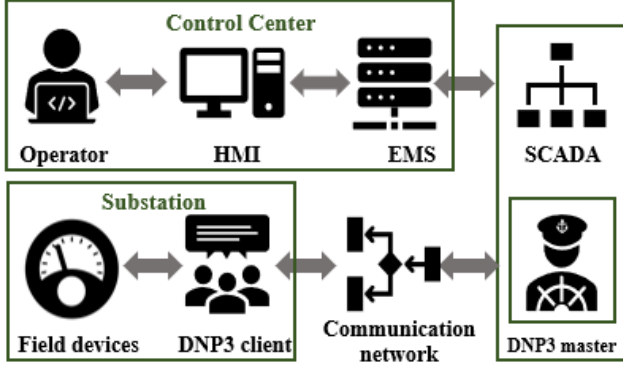 Control Center
</>
Operator
HMI
EMS
SCADA
Substation
Field devices
DNP3 client
Communication
network
DNP3 master